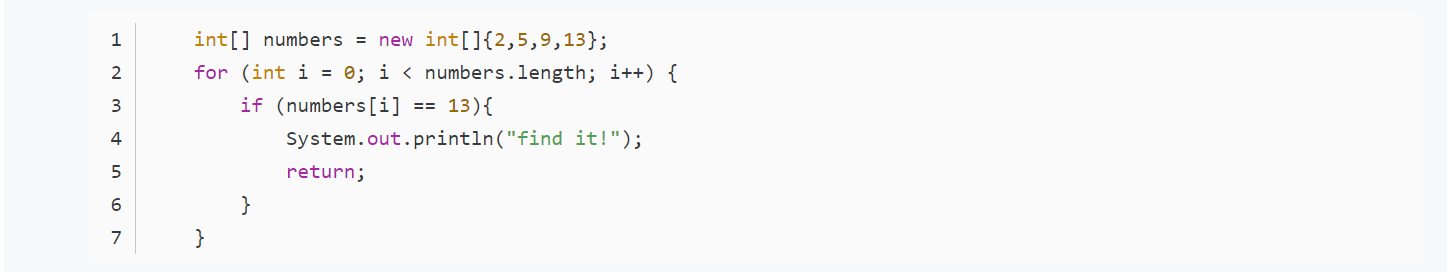 1 int[] numbers = new int[]{2,5,9,13};
2 for (int i = 0; i < numbers.length; i++) {
3 if (numbers[i] == 13){
4 System.out.println("find it!");
5 return;
6 }
7 }